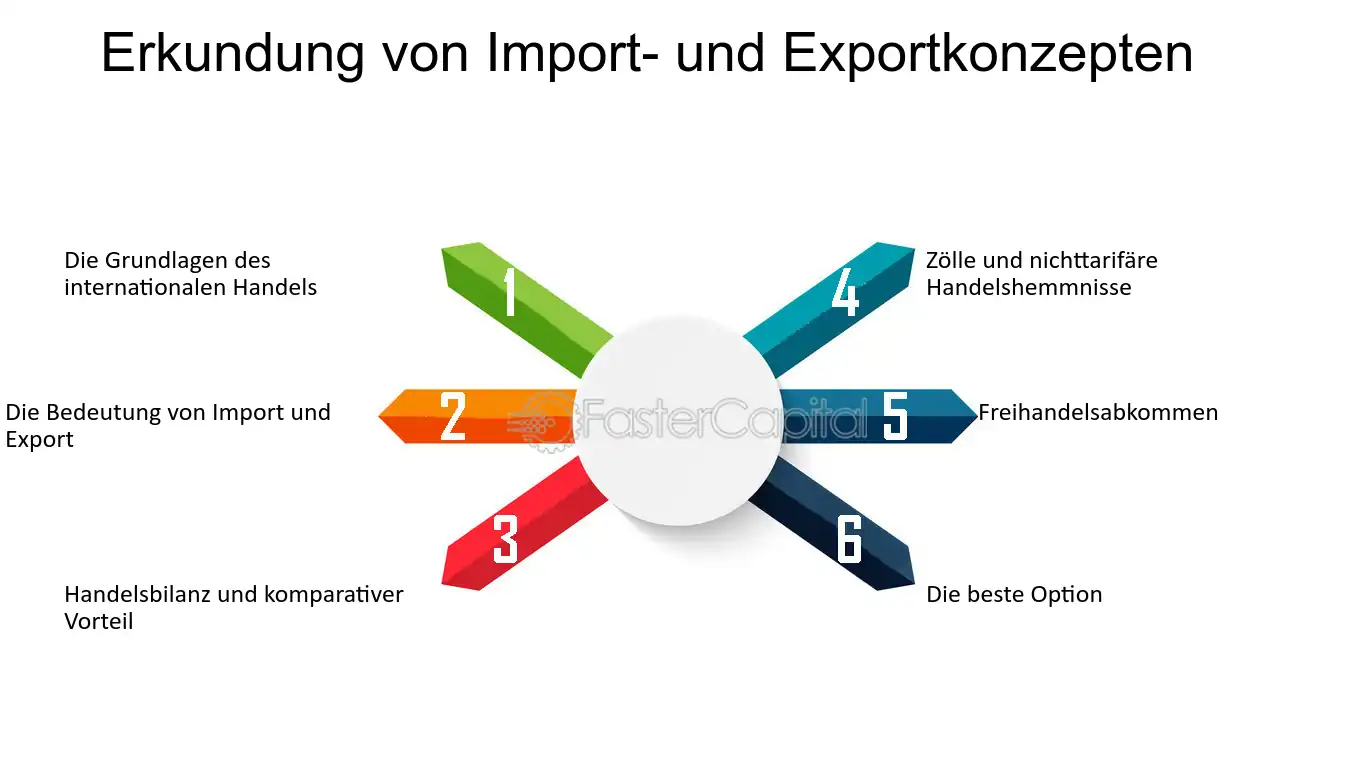 Erkundung von Import- und Exportkonzepten
Die Grundlagen des
internationalen Handels
1
Die Bedeutung von Import und
Export
2
Handelsbilanz und komparativer
Vorteil
3
4
Zölle und nichttarifäre
Handelshemmnisse
5
Freihandelsabkommen
6
Die beste Option
FasterCapital